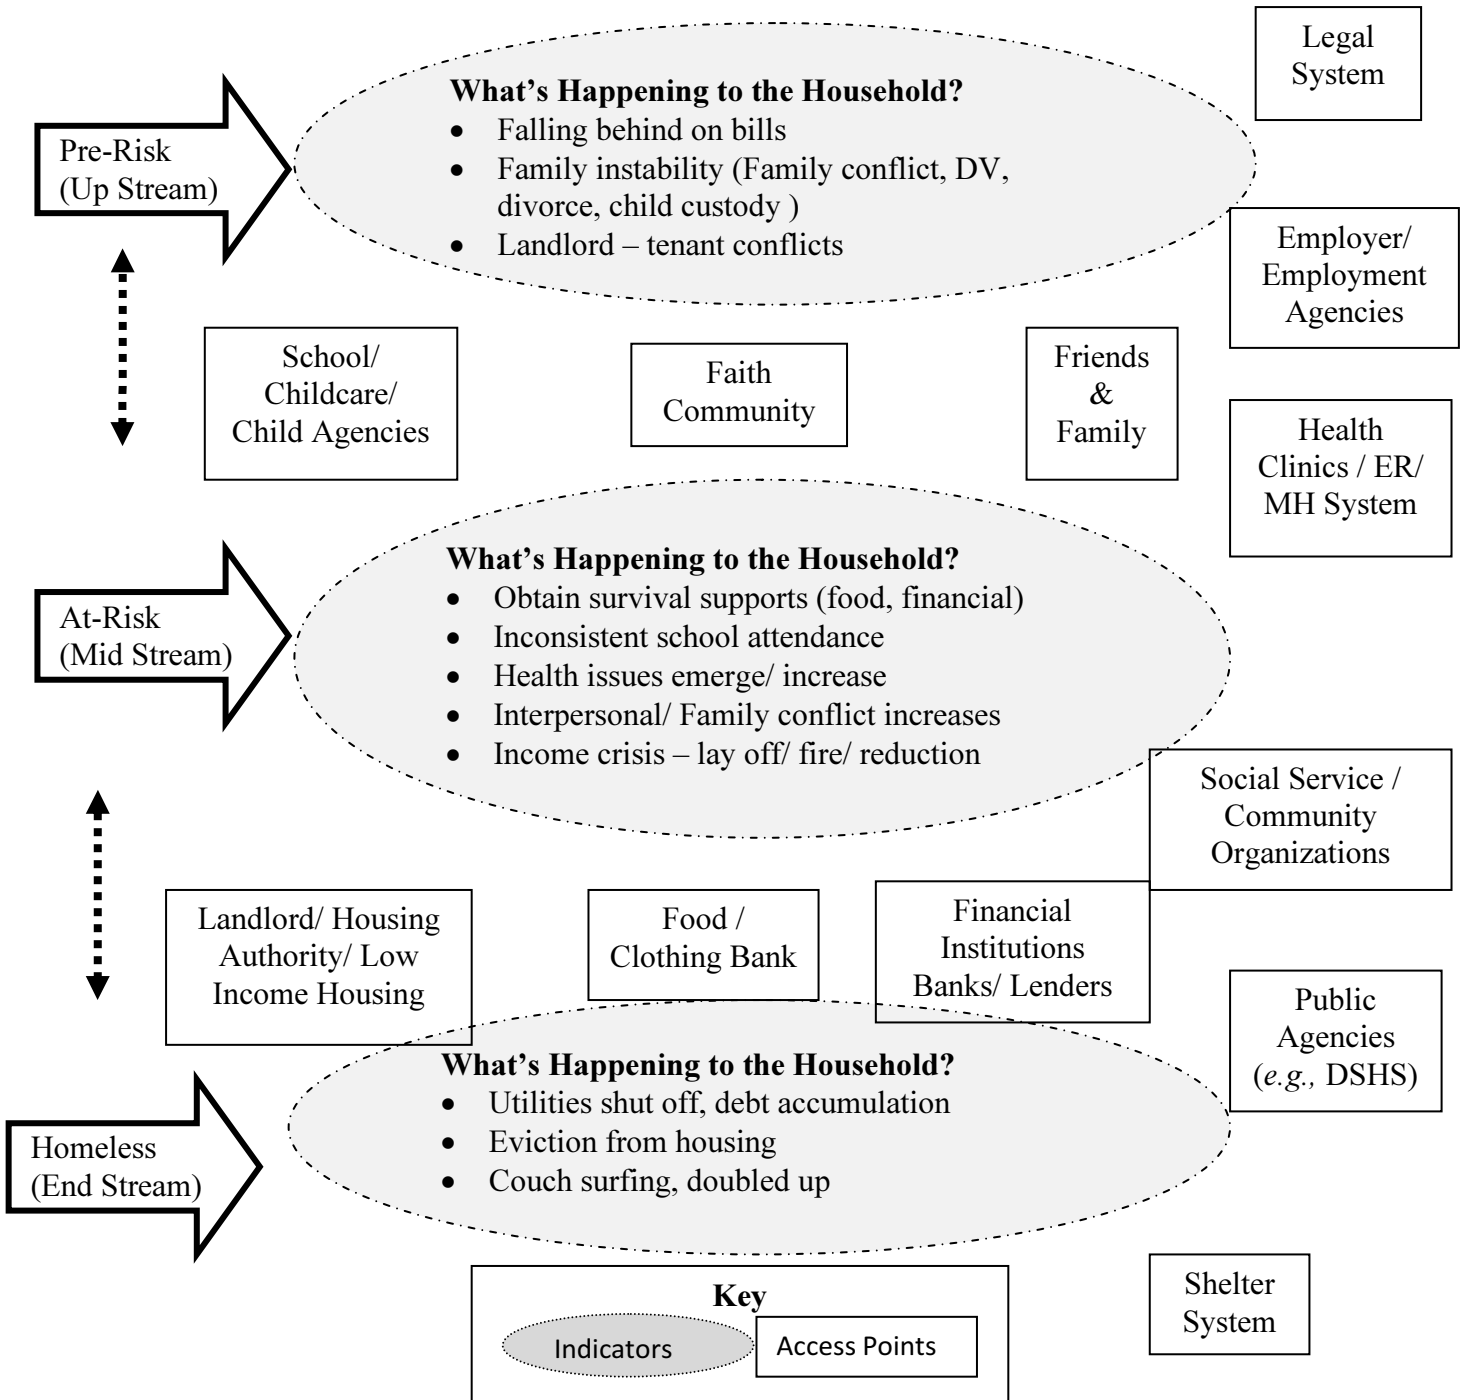 Legal
System
What's Happening to the Household?
• Falling behind on bills
• Family instability (Family conflict, DV,
divorce, child custody )
• Landlord – tenant conflicts
Pre-Risk
(Up Stream)
Employer/
Employment
Agencies
School/
Childcare/
Child Agencies
Faith
Community
Friends
&
Family
Health
Clinics / ER/
MH System
What's Happening to the Household?
• Obtain survival supports (food, financial)
• Inconsistent school attendance
• Health issues emerge/ increase
• Interpersonal/ Family conflict increases
• Income crisis – lay off/ fire/ reduction
At-Risk
(Mid Stream)
Social Service /
Community
Organizations
Landlord/ Housing
Authority/ Low
Income Housing
Food /
Clothing Bank
Financial
Institutions
Banks/ Lenders
Public
Agencies
(e.g., DSHS)
What's Happening to the Household?
• Utilities shut off, debt accumulation
• Eviction from housing
• Couch surfing, doubled up
Homeless
(End Stream)
Shelter
System
Key
Indicators
Access Points